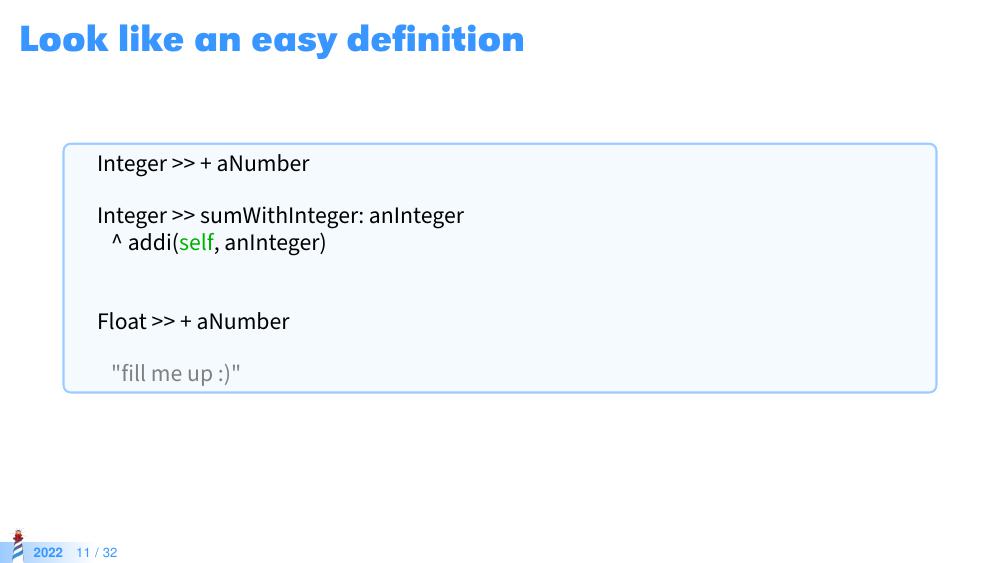 Look like an easy definition
Integer >> + aNumber
Integer >> sumWithInteger: anInteger
^ addi(self, anInteger)
Float >> + aNumber
"fill me up :)"
2022 11 / 32